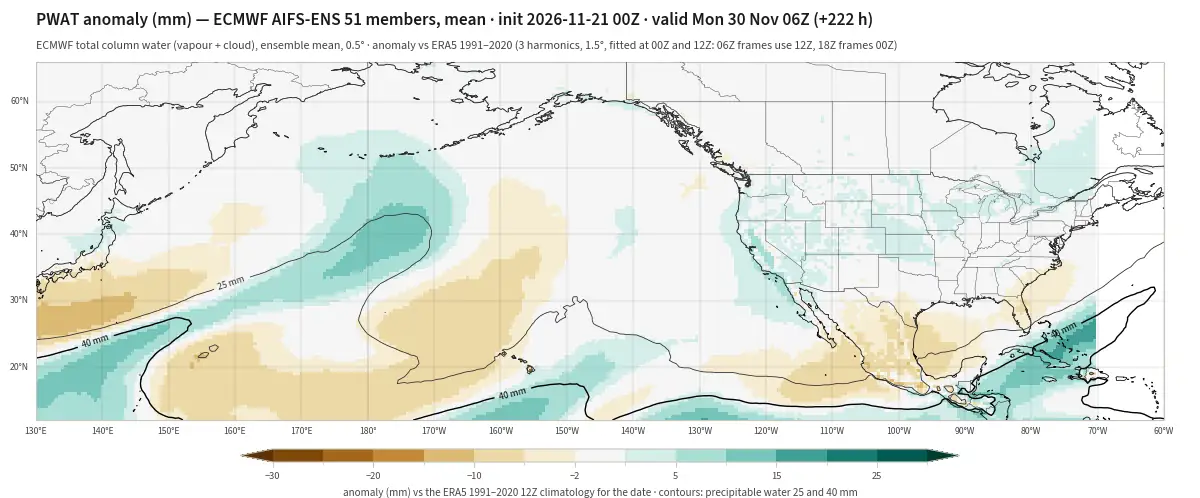 PWAT anomaly (mm) — ECMWF AIFS-ENS 51 members, mean · init 2026-11-21 00Z · valid Mon 30 Nov 06Z (+222 h)
ECMWF total column water (vapour + cloud), ensemble mean, 0.5° · anomaly vs ERA5 1991–2020 (3 harmonics, 1.5°, fitted at 00Z and 12Z: 06Z frames use 12Z, 18Z frames 00Z)
60°N
50°N
40°N
30°N
20°N
25 mm
40 mm
40 mm
130°E 140°E 150°E 160°E 170°E 180° 170°W 160°W 150°W 140°W 130°W 120°W 110°W 100°W 90°W 80°W 70°W 60°W
−30 −20 −10 −2 5 15 25
anomaly (mm) vs the ERA5 1991–2020 12Z climatology for the date · contours: precipitable water 25 and 40 mm